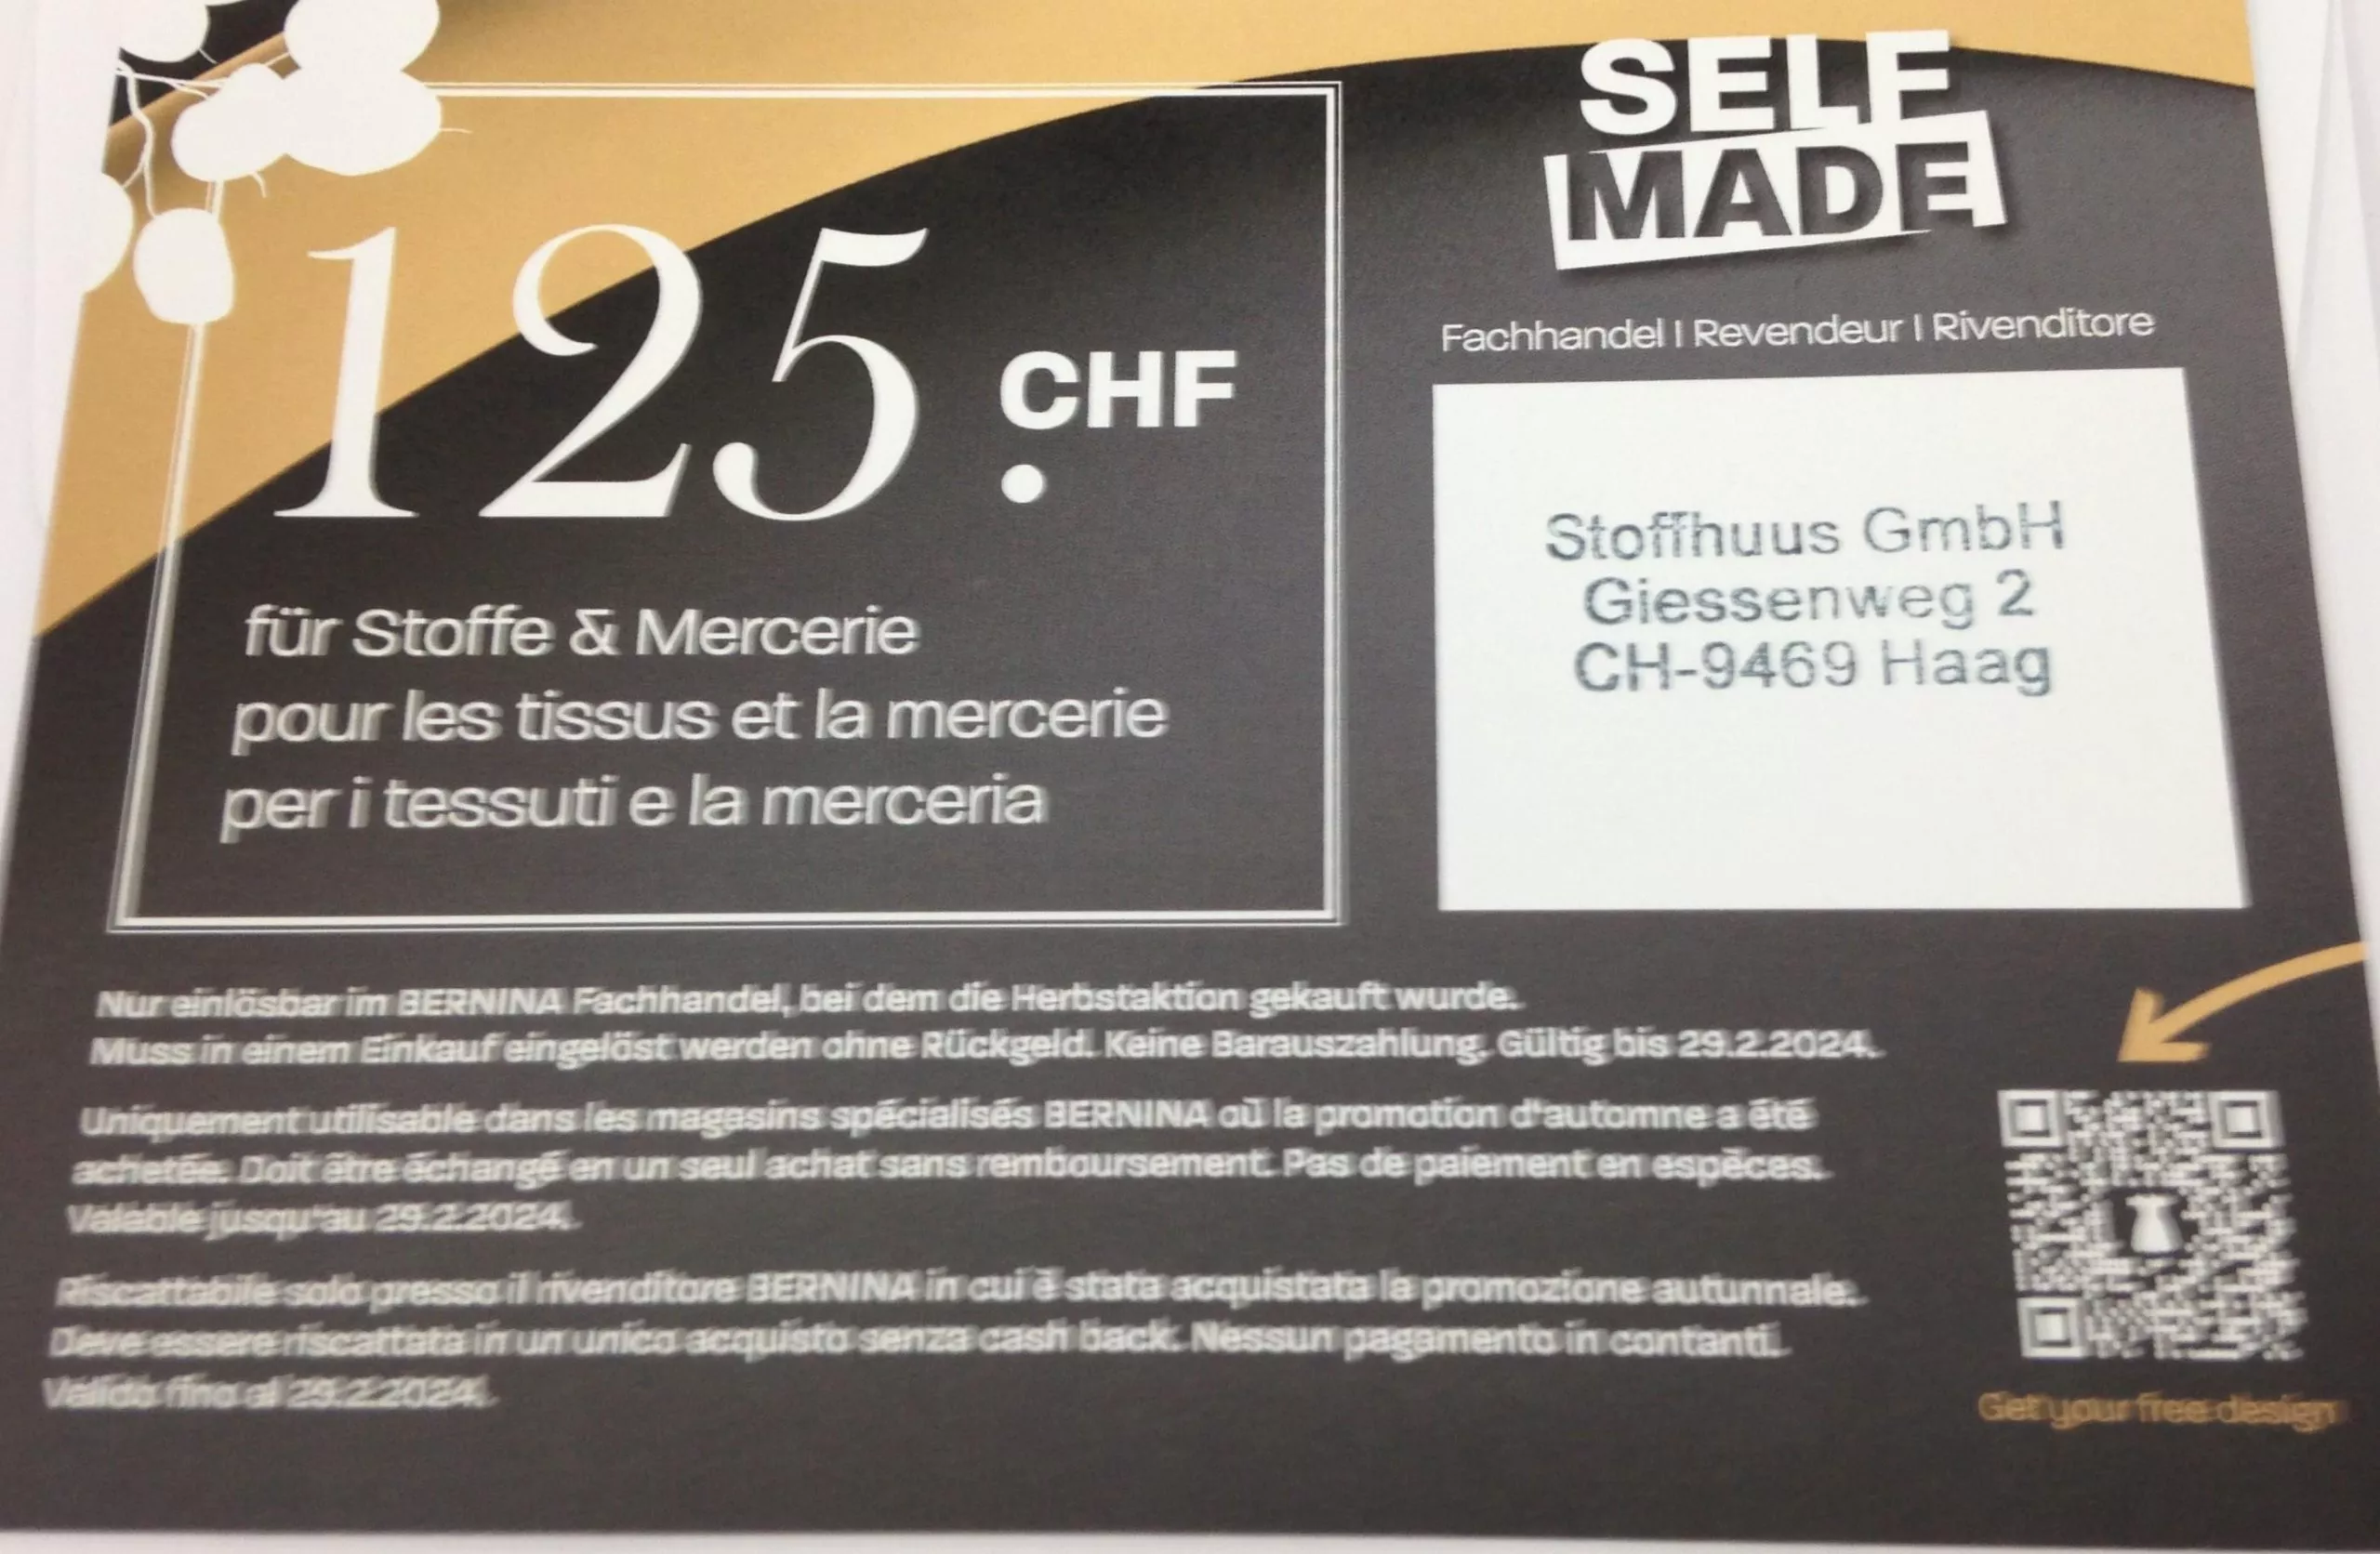 SELF
MADE
125.
CHF
für Stoffe & Mercerie
pour les tissus et la mercerie
per i tessuti e la merceria
Fachhandel | Revendeur | Rivenditore
Stoffhuus GmbH
Giessenweg 2
CH-9469 Haag
Nur einlösbar im BERNINA Fachhandel, bei dem die Herbstaktion gekauft wurde.
Muss in einem Einkauf eingelöst werden ohne Rückgeld. Keine Barauszahlung. Gültig bis 29.2.2024.
Uniquement utilisable dans les magasins spécialisés BERNINA où la promotion d'automne a été
achetée. Doit être échangé en un seul achat sans remboursement. Pas de paiement en espèces.
Valable jusqu'au 29.2.2024.
Riscattabile solo presso il rivenditore BERNINA in cui è stata acquistata la promozione autunnale.
Deve essere riscattata in un unico acquisto senza cash back. Nessun pagamento in contanti.
Valido fino al 29.2.2024.
Get your free design